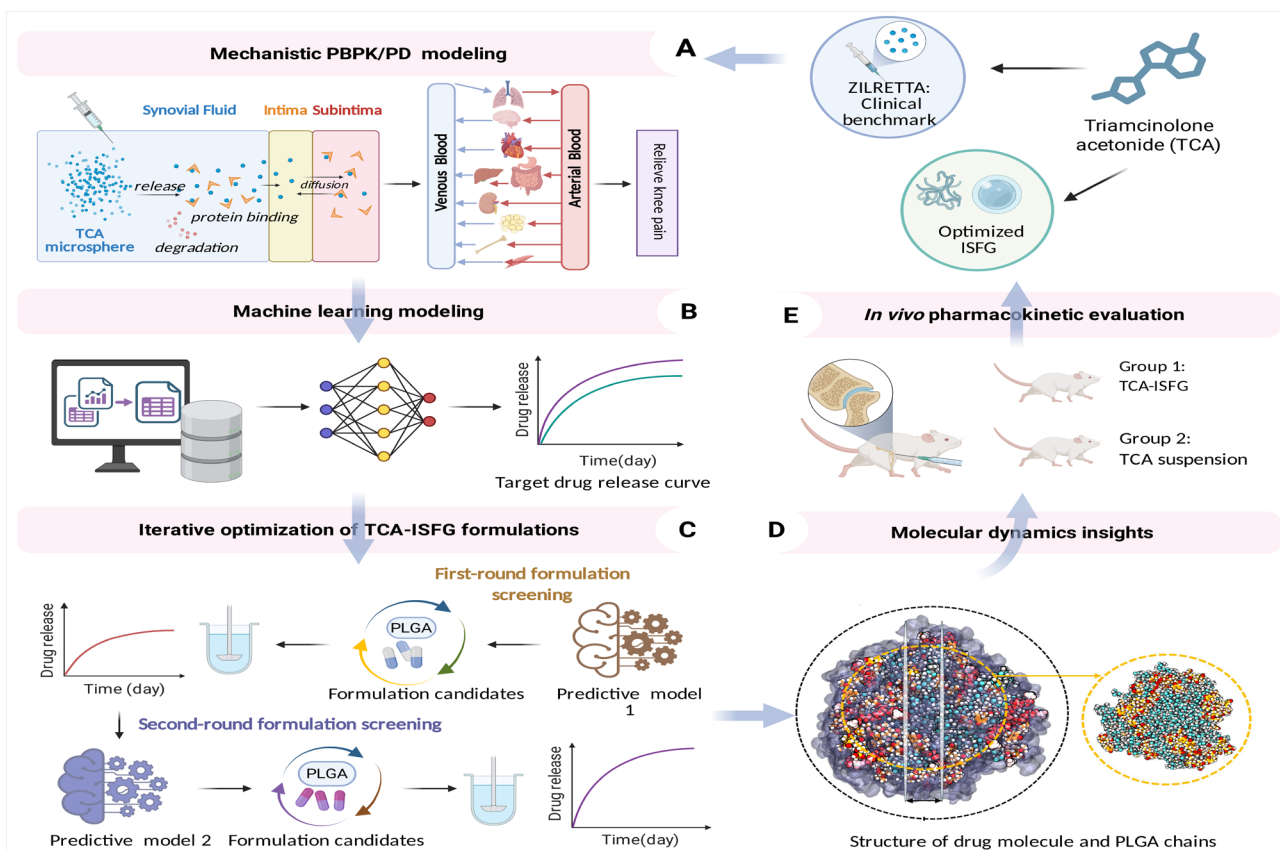 Mechanistic PBPK/PD modeling
A
Synovial Fluid
Intima
Subintima
release
diffusion
protein binding
TCA
microsphere
degradation
Venous Blood
Arterial Blood
Relieve knee pain
ZILRETTA:
Clinical
benchmark
Triamcinolone
acetonide (TCA)
Optimized
ISFG
Machine learning modeling
B
Drug release
Time(day)
Target drug release curve
E
In vivo pharmacokinetic evaluation
Group 1:
TCA-ISFG
Group 2:
TCA suspension
Iterative optimization of TCA-ISFG formulations
C
First-round formulation
screening
Drug release
Time (day)
PLGA
Formulation candidates
Predictive model
1
Second-round formulation screening
Predictive model 2
PLGA
Formulation candidates
Drug release
Time(day)
D
Molecular dynamics insights
Structure of drug molecule and PLGA chains